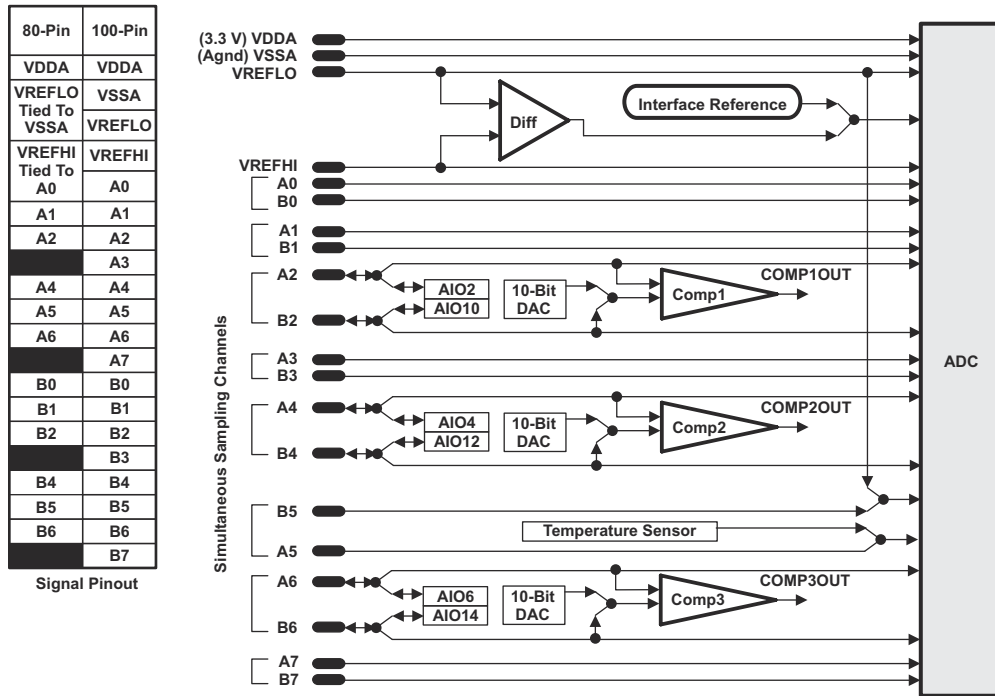 80-Pin 100-Pin
VDDA VDDA
VREFLO Tied To VSSA
VSSA
VREFLO
VREFHI Tied To A0
VREFHI
A0
A1 A1
A2 A2
A3
A4 A4
A5 A5
A6 A6
A7
B0 B0
B1 B1
B2 B2
B3
B4 B4
B5 B5
B6 B6
B7
Signal Pinout
Simultaneous Sampling Channels
(3.3 V) VDDA
(Agnd) VSSA
VREFLO
Diff
Interface Reference
VREFHI
A0
B0
A1
B1
A2
B2
AIO2
AIO10
10-Bit
DAC
Comp1
COMP1OUT
A3
B3
ADC
A4
B4
AIO4
AIO12
10-Bit
DAC
Comp2
COMP2OUT
B5
Temperature Sensor
A5
A6
B6
AIO6
AIO14
10-Bit
DAC
Comp3
COMP3OUT
A7
B7